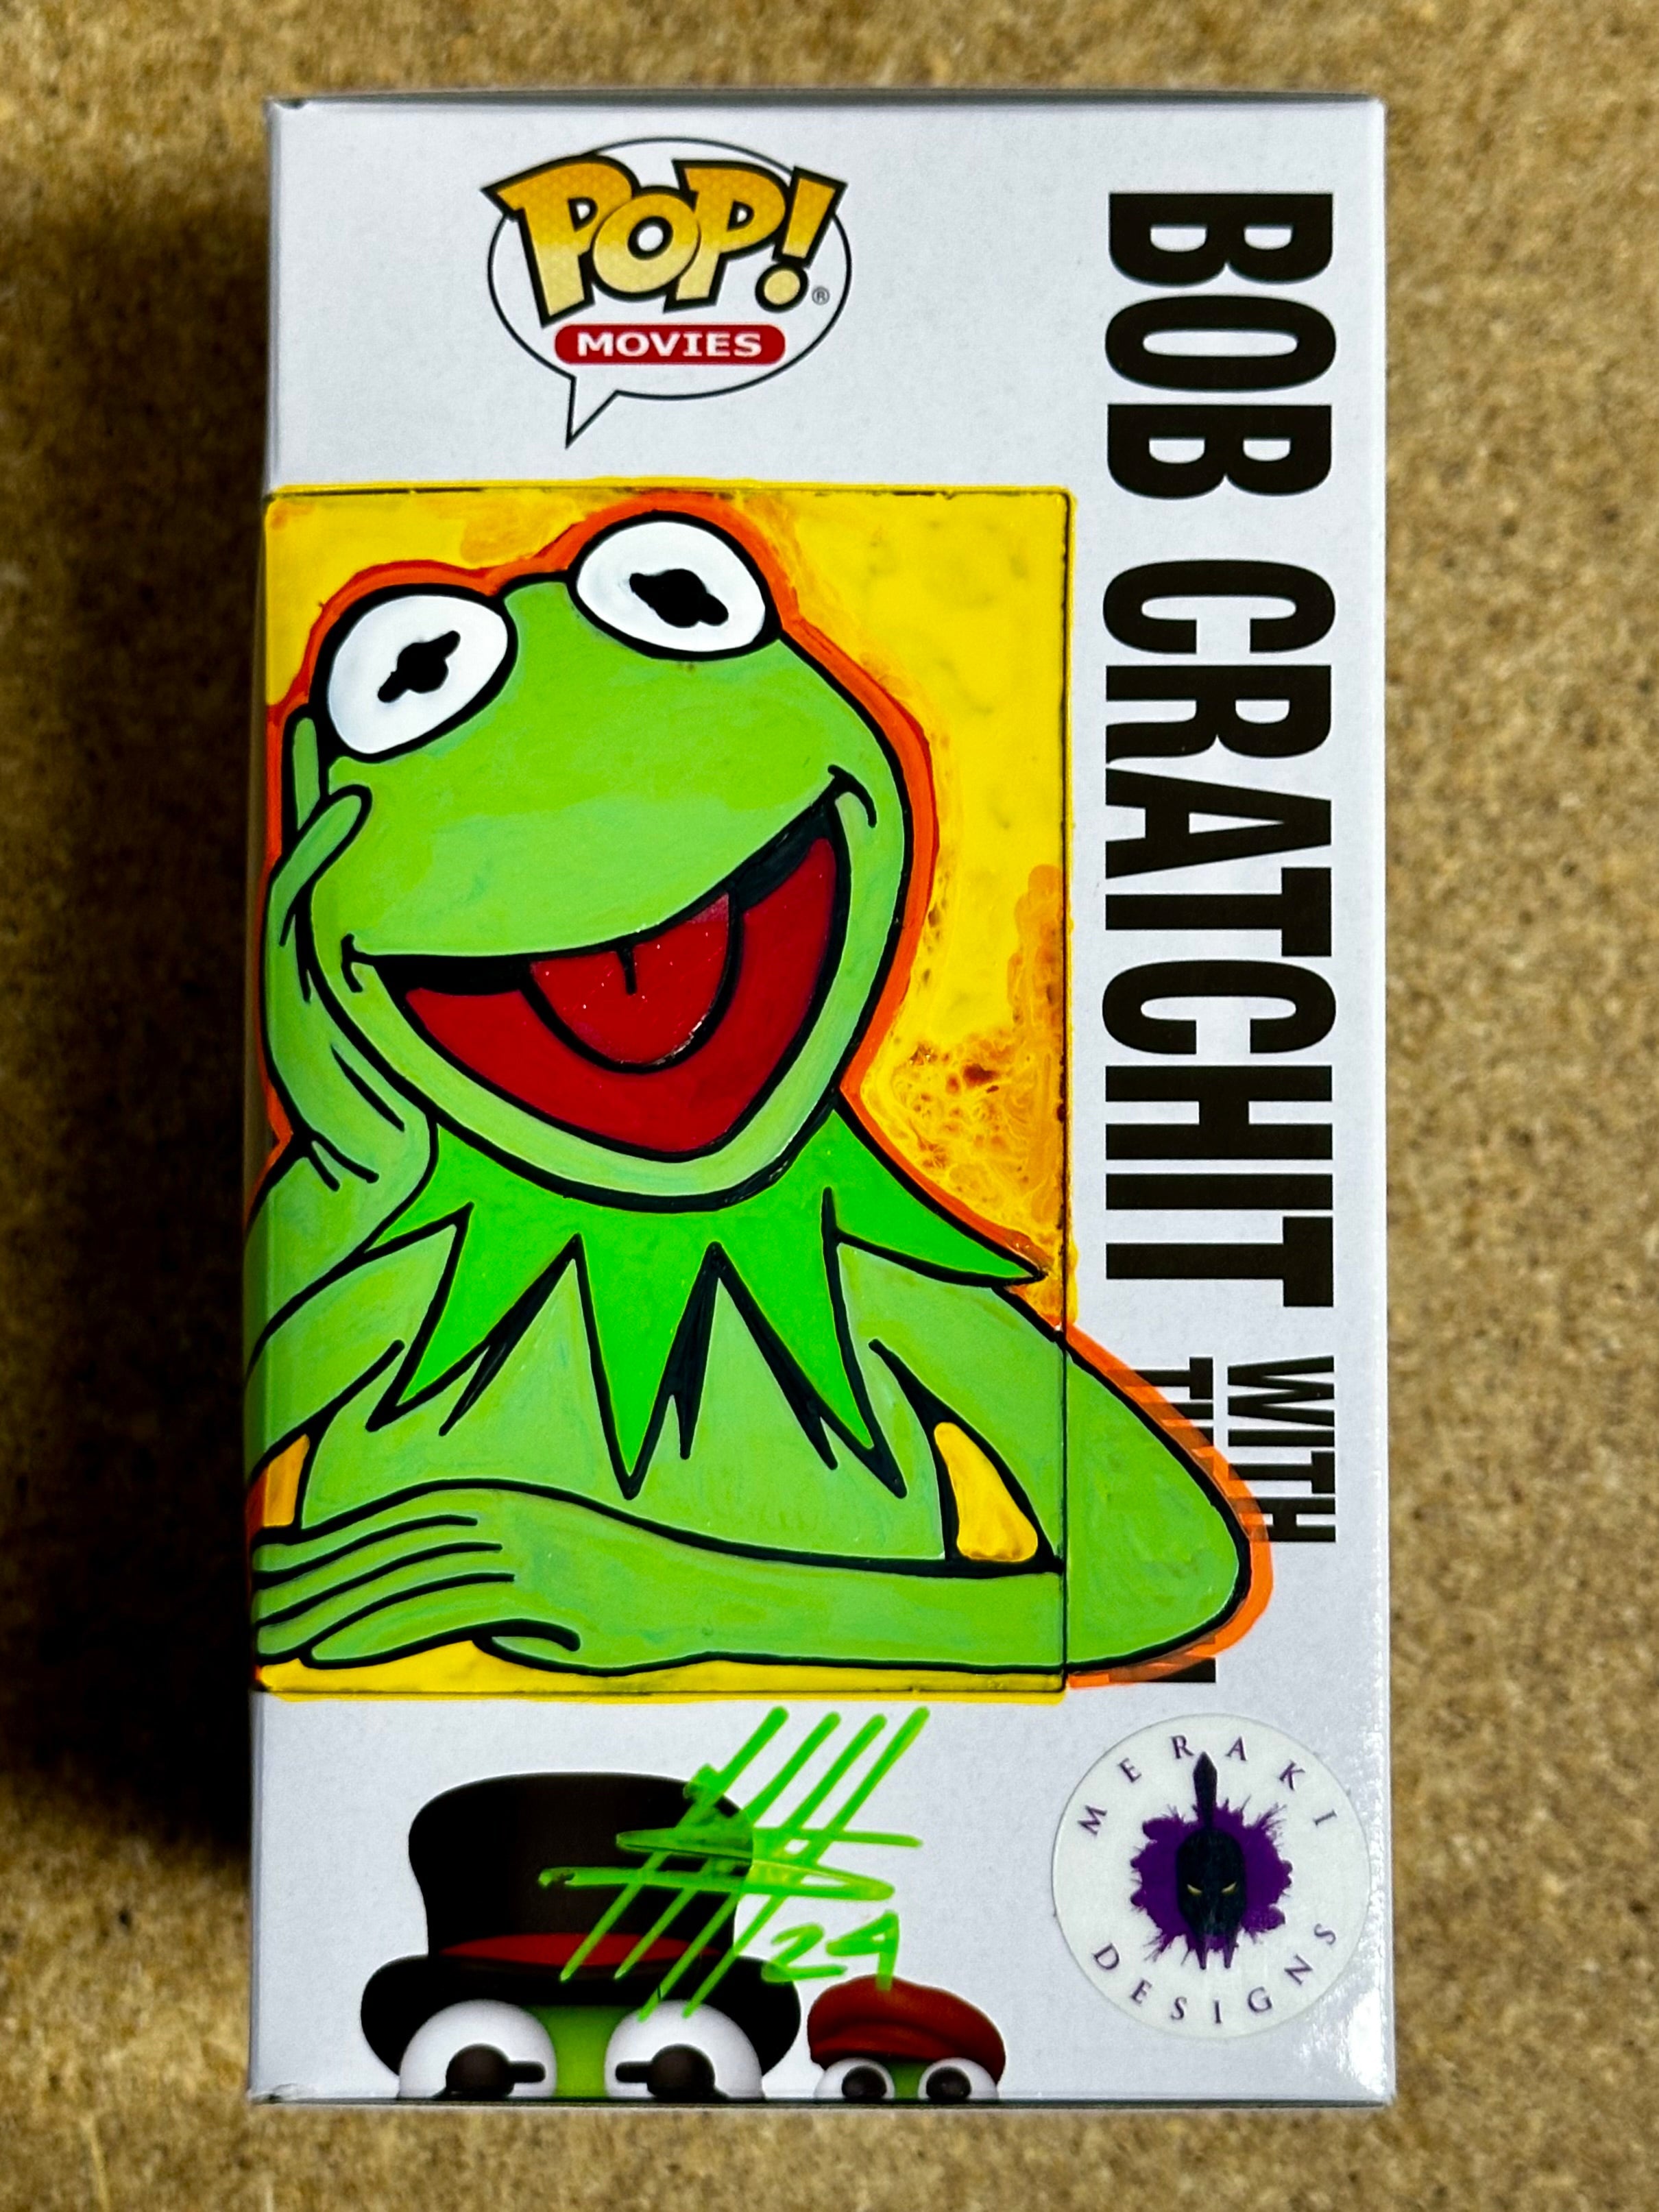 POP!®
MOVIES
BOB CRATCHIT WITH
24
MERAKI
DESIGNS